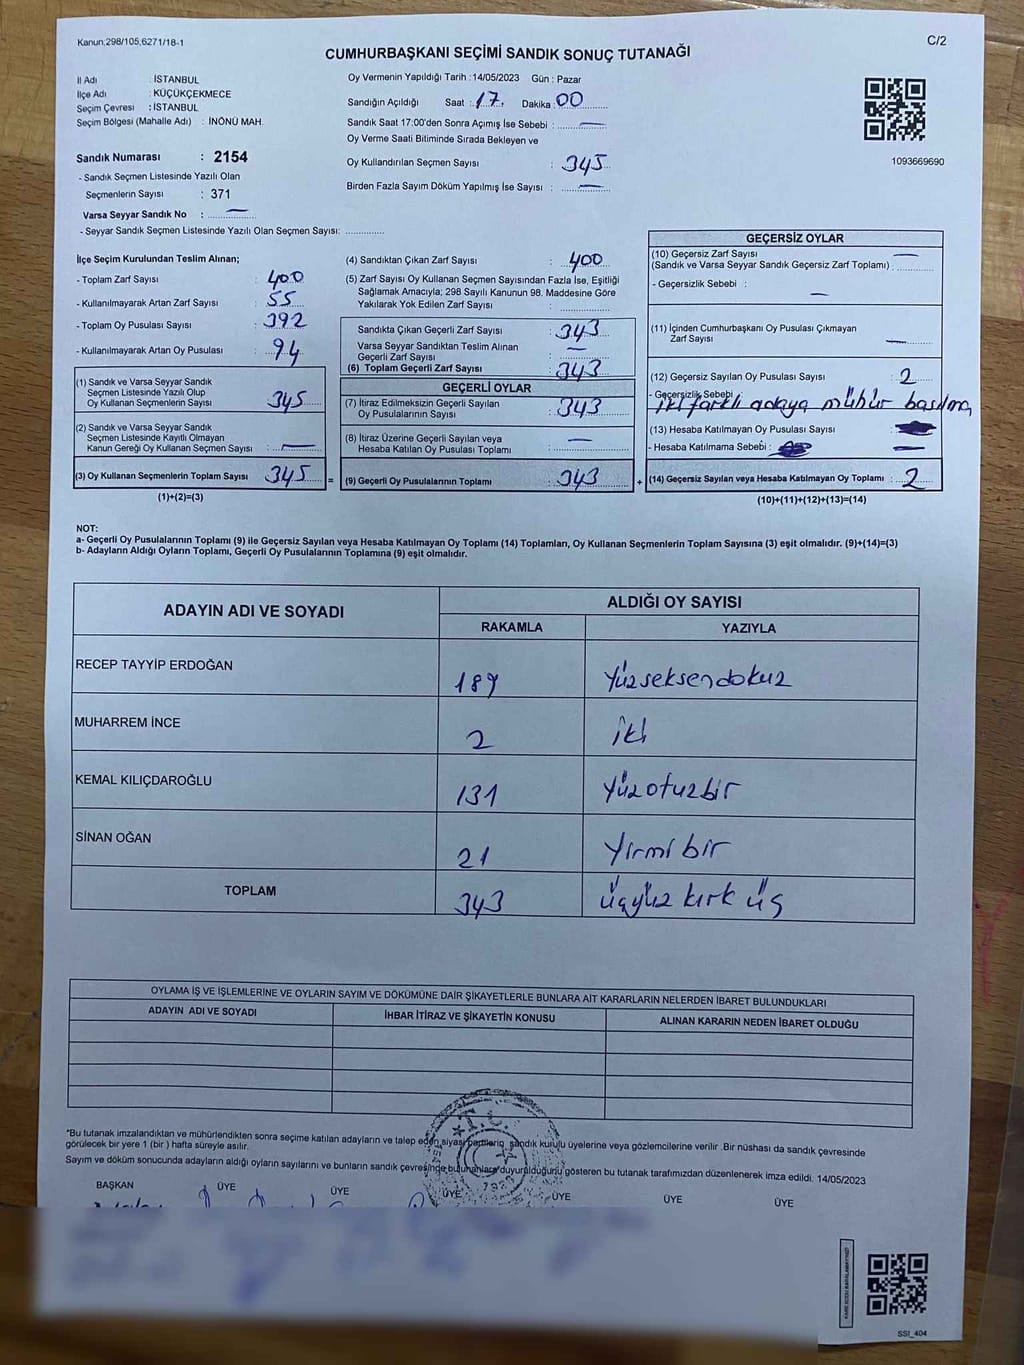 Kanun,298/105,6271/18-1
C/2
CUMHURBAŞKANI SEÇİMİ SANDIK SONUÇ TUTANAĞI
İl Adı : İSTANBUL
İlçe Adı : KÜÇÜKÇEKMECE
Seçim Çevresi : İSTANBUL
Seçim Bölgesi (Mahalle Adı) : İNÖNÜ MAH.
Sandık Numarası : 2154
- Sandık Seçmen Listesinde Yazılı Olan
Seçmenlerin Sayısı : 371
Varsa Seyyar Sandık No : —
- Seyyar Sandık Seçmen Listesinde Yazılı Olan Seçmen Sayısı: ..............
Oy Vermenin Yapıldığı Tarih :14/05/2023 Gün : Pazar
Sandığın Açıldığı Saat : 17. Dakika : 00
Sandık Saat 17:00'den Sonra Açımış İse Sebebi : —
Oy Verme Saati Bitiminde Sırada Bekleyen ve
Oy Kullandırılan Seçmen Sayısı : 345
Birden Fazla Sayım Döküm Yapılmış İse Sayısı : —
1093669690
İlçe Seçim Kurulundan Teslim Alınan;
- Toplam Zarf Sayısı : 400
- Kullanılmayarak Artan Zarf Sayısı : 55
- Toplam Oy Pusulası Sayısı : 392
- Kullanılmayarak Artan Oy Pusulası : 94
(1) Sandık ve Varsa Seyyar Sandık
Seçmen Listesinde Yazılı Olup
Oy Kullanan Seçmenlerin Sayısı : 345
(2) Sandık ve Varsa Seyyar Sandık
Seçmen Listesinde Kayıtlı Olmayan
Kanun Gereği Oy Kullanan Seçmen Sayısı : —
(3) Oy Kullanan Seçmenlerin Toplam Sayısı : 345 =
(1)+(2)=(3)
(4) Sandıktan Çıkan Zarf Sayısı : 400
(5) Zarf Sayısı Oy Kullanan Seçmen Sayısından Fazla İse, Eşitliği
Sağlamak Amacıyla; 298 Sayılı Kanunun 98. Maddesine Göre
Yakılarak Yok Edilen Zarf Sayısı : ..............
Sandıkta Çıkan Geçerli Zarf Sayısı : 343
Varsa Seyyar Sandıktan Teslim Alınan
Geçerli Zarf Sayısı : —
(6) Toplam Geçerli Zarf Sayısı : 343
GEÇERLİ OYLAR
(7) İtiraz Edilmeksizin Geçerli Sayılan
Oy Pusulalarının Sayısı : 343
(8) İtiraz Üzerine Geçerli Sayılan veya
Hesaba Katılan Oy Pusulası Toplamı : —
(9) Geçerli Oy Pusulalarının Toplamı : 343 +
GEÇERSİZ OYLAR
(10) Geçersiz Zarf Sayısı —
(Sandık ve Varsa Seyyar Sandık Geçersiz Zarf Toplamı) :
- Geçersizlik Sebebi :
—
(11) İçinden Cumhurbaşkanı Oy Pusulası Çıkmayan
Zarf Sayısı —
(12) Geçersiz Sayılan Oy Pusulası Sayısı : 2
- Geçersizlik Sebebi :
iki farklı adaya mühür basılma
(13) Hesaba Katılmayan Oy Pusulası Sayısı :
- Hesaba Katılmama Sebebi :
(14) Geçersiz Sayılan veya Hesaba Katılmayan Oy Toplamı : 2
(10)+(11)+(12)+(13)=(14)
NOT:
a- Geçerli Oy Pusulalarının Toplamı (9) ile Geçersiz Sayılan veya Hesaba Katılmayan Oy Toplamı (14) Toplamları, Oy Kullanan Seçmenlerin Toplam Sayısına (3) eşit olmalıdır. (9)+(14)=(3)
b- Adayların Aldığı Oyların Toplamı, Geçerli Oy Pusulalarının Toplamına (9) eşit olmalıdır.
ADAYIN ADI VE SOYADI
ALDIĞI OY SAYISI
RAKAMLA YAZIYLA
RECEP TAYYİP ERDOĞAN 189 Yüzseksendokuz
MUHARREM İNCE 2 iki
KEMAL KILIÇDAROĞLU 131 Yüzotuzbir
SİNAN OĞAN 21 Yirmi bir
TOPLAM 343 üçyüz kırk üç
OYLAMA İŞ VE İŞLEMLERİNE VE OYLARIN SAYIM VE DÖKÜMÜNE DAİR ŞİKAYETLERLE BUNLARA AİT KARARLARIN NELERDEN İBARET BULUNDUKLARI
ADAYIN ADI VE SOYADI İHBAR İTİRAZ VE ŞİKAYETİN KONUSU ALINAN KARARIN NEDEN İBARET OLDUĞU
T.C.
"Bu tutanak imzalandıktan ve mühürlendikten sonra seçime katılan adayların ve talep eden siyasi partilerin, sandık kurulu üyelerine veya gözlemcilerine verilir .Bir nüshası da sandık çevresinde
görülecek bir yere 1 (bir) hafta süreyle asılır.
Sayım ve döküm sonucunda adayların aldığı oyların sayılarını ve bunların sandık çevresinde bulunanlara duyurulduğunu gösteren bu tutanak tarafımızdan düzenlenerek imza edildi. 14/05/2023
BAŞKAN ÜYE ÜYE ÜYE ÜYE ÜYE ÜYE
SSI_404